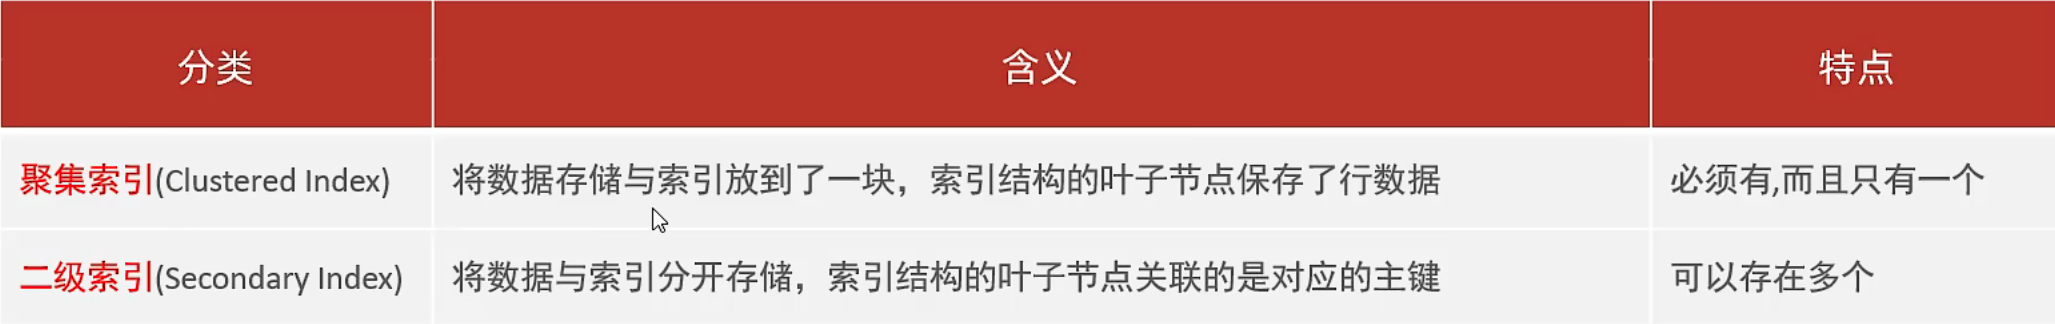 分类 含义 特点
聚集索引(Clustered Index) 将数据存储与索引放到了一块，索引结构的叶子节点保存了行数据 必须有,而且只有一个
二级索引(Secondary Index) 将数据与索引分开存储，索引结构的叶子节点关联的是对应的主键 可以存在多个